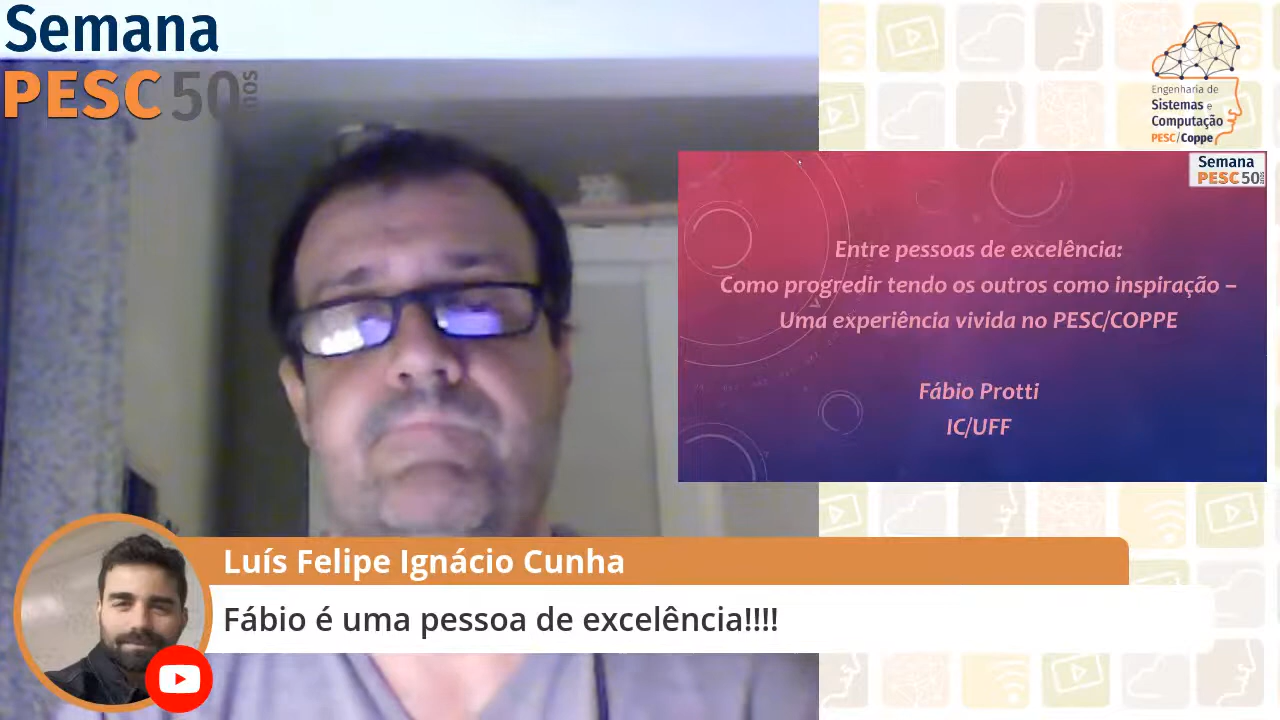 Semana
PESC 50 anos
Engenharia de
Sistemas e
Computação
PESC/Coppe
Semana
PESC 50 anos
Entre pessoas de excelência:
Como progredir tendo os outros como inspiração –
Uma experiência vivida no PESC/COPPE
Fábio Protti
IC/UFF
Luís Felipe Ignácio Cunha
Fábio é uma pessoa de excelência!!!!